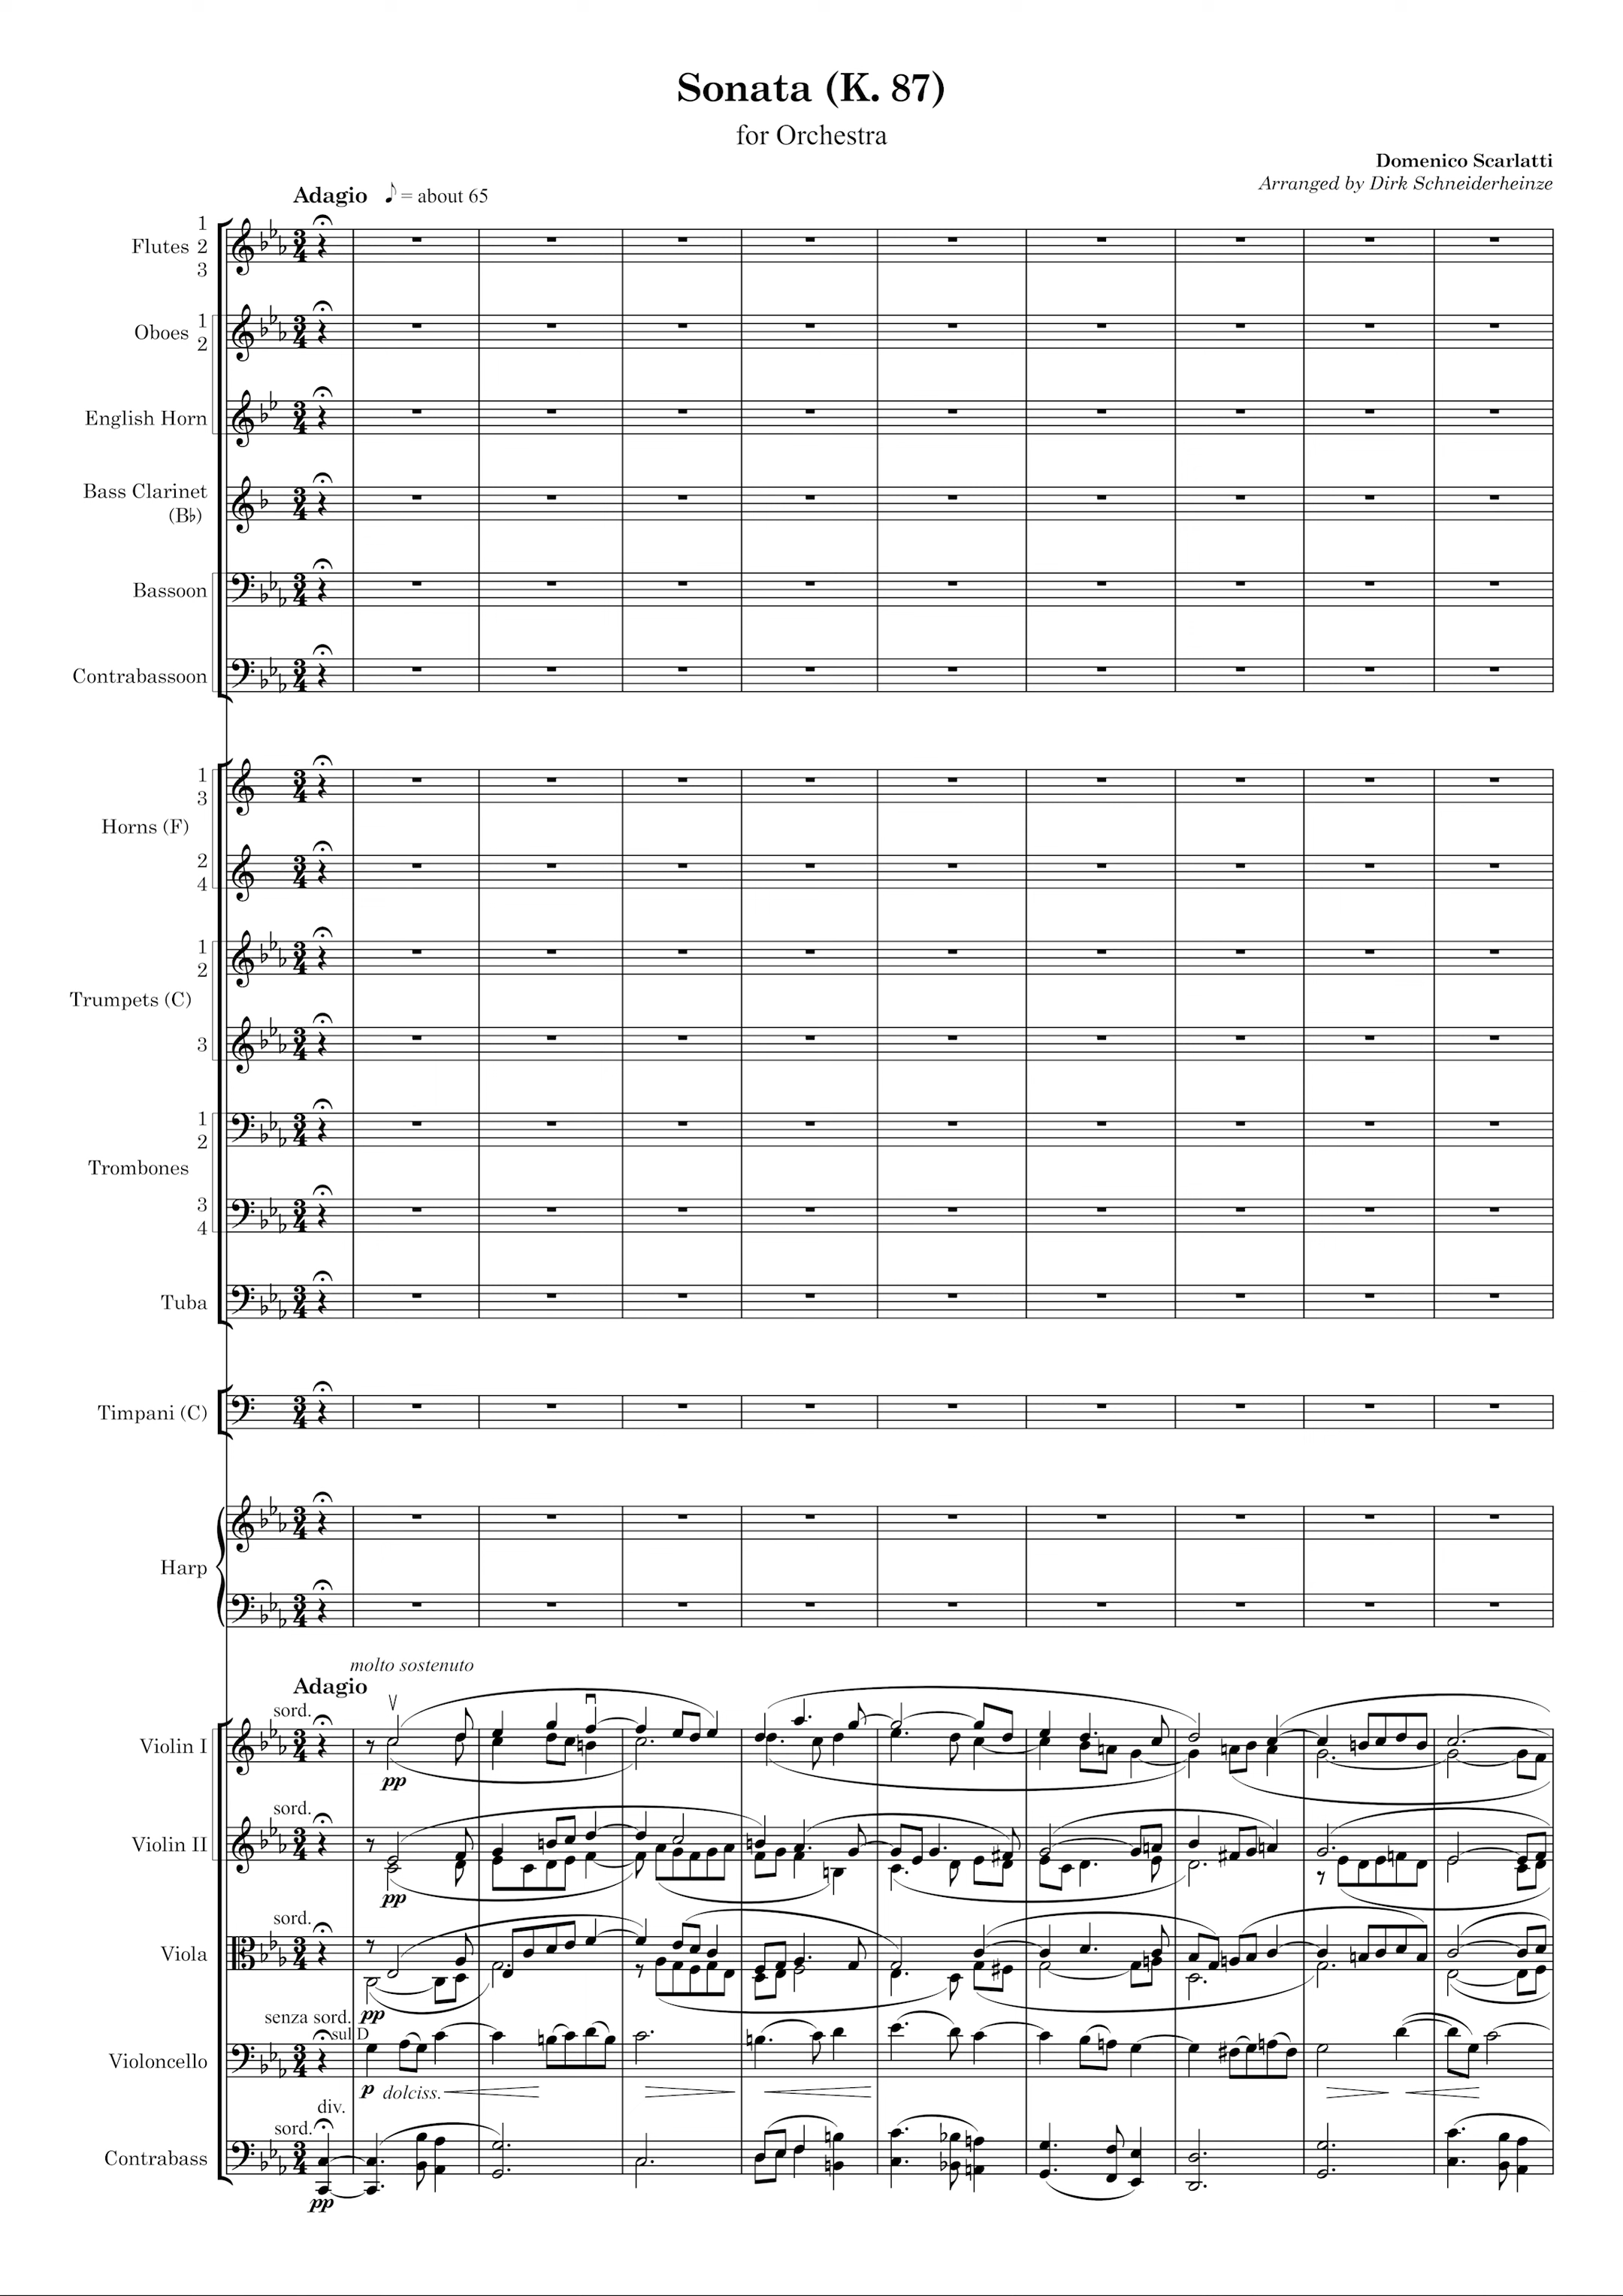 Sonata (K. 87)
for Orchestra
Domenico Scarlatti
Arranged by Dirk Schneiderheinze
Adagio ♪ = about 65
1
Flutes 2
3
Oboes 1
2
English Horn
Bass Clarinet
(B♭)
Bassoon
Contrabassoon
1
3
Horns (F)
2
4
1
2
Trumpets (C)
3
1
2
Trombones
3
4
Tuba
Timpani (C)
Harp
molto sostenuto
Adagio
sord.
Violin I
pp
sord.
Violin II
pp
sord.
Viola
pp
senza sord.
sul D
Violoncello
p dolciss.
div.
sord.
Contrabass
pp